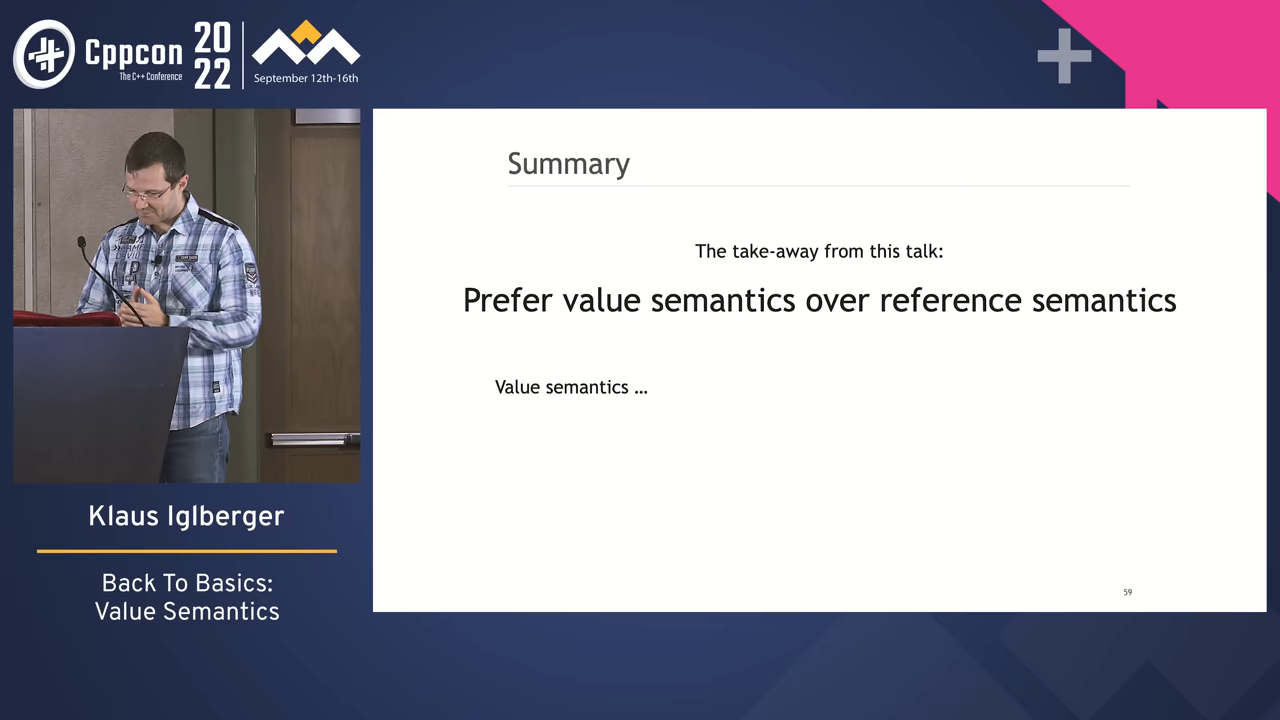 Cppcon
The C++ Conference
20
22
September 12th-16th
Summary
The take-away from this talk:
Prefer value semantics over reference semantics
Value semantics …
59
Klaus Iglberger
Back To Basics:
Value Semantics